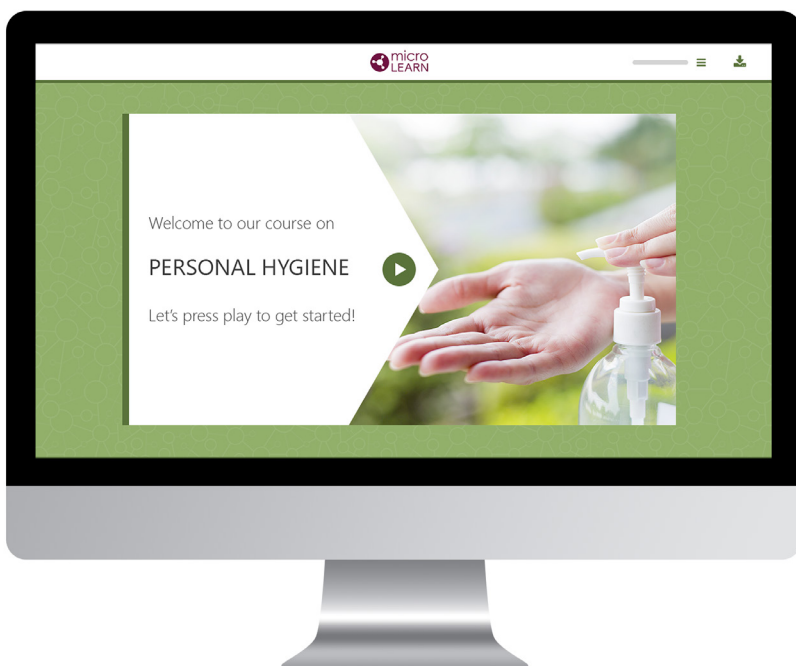 micro
LEARN
Welcome to our course on
PERSONAL HYGIENE
Let's press play to get started!